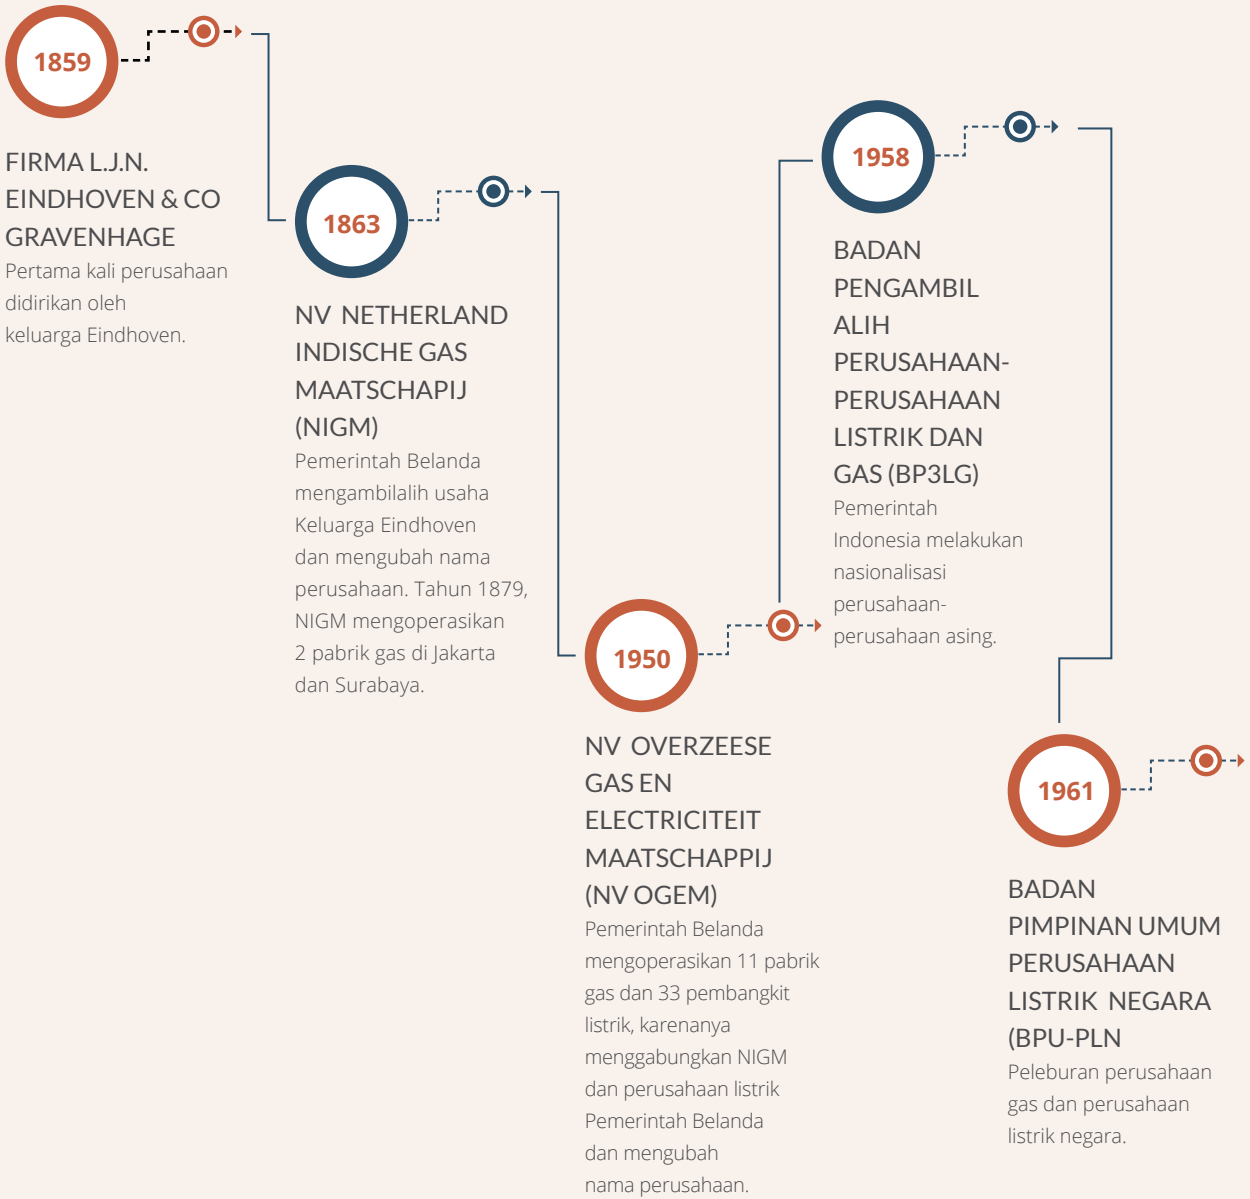 1859
FIRMA L.J.N.
EINDHOVEN & CO
GRAVENHAGE
Pertama kali perusahaan
didirikan oleh
keluarga Eindhoven.
1863
NV NETHERLAND
INDISCHE GAS
MAATSCHAPIJ
(NIGM)
Pemerintah Belanda
mengambilalih usaha
Keluarga Eindhoven
dan mengubah nama
perusahaan. Tahun 1879,
NIGM mengoperasikan
2 pabrik gas di Jakarta
dan Surabaya.
1950
NV OVERZEESE
GAS EN
ELECTRICITEIT
MAATSCHAPPIJ
(NV OGEM)
Pemerintah Belanda
mengoperasikan 11 pabrik
gas dan 33 pembangkit
listrik, karenanya
menggabungkan NIGM
dan perusahaan listrik
Pemerintah Belanda
dan mengubah
nama perusahaan.
1958
BADAN
PENGAMBIL
ALIH
PERUSAHAAN-
PERUSAHAAN
LISTRIK DAN
GAS (BP3LG)
Pemerintah
Indonesia melakukan
nasionalisasi
perusahaan-
perusahaan asing.
1961
BADAN
PIMPINAN UMUM
PERUSAHAAN
LISTRIK NEGARA
(BPU-PLN
Peleburan perusahaan
gas dan perusahaan
listrik negara.